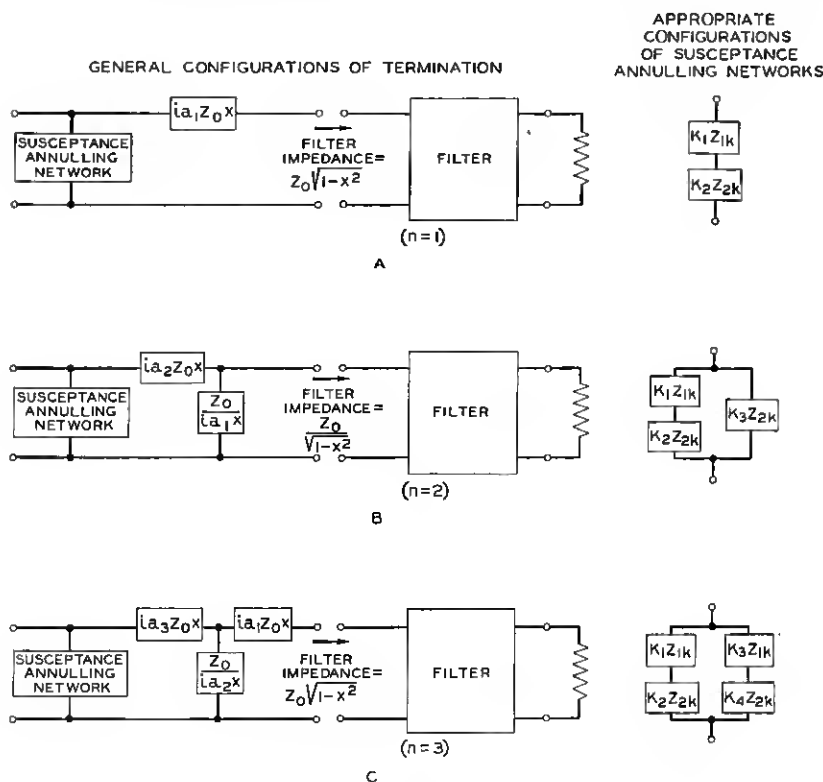 GENERAL CONFIGURATIONS OF TERMINATION
APPROPRIATE
CONFIGURATIONS
OF SUSCEPTANCE
ANNULLING NETWORKS
ia₁Z₀x
SUSCEPTANCE
ANNULLING
NETWORK
FILTER
IMPEDANCE=
Z₀√1-x²
FILTER
(n=1)
K₁Z₁ₖ
K₂Z₂ₖ
A
ia₂Z₀x
SUSCEPTANCE
ANNULLING
NETWORK
Z₀
ia₁x
FILTER
IMPEDANCE=
Z₀
√1-x²
FILTER
(n=2)
K₁Z₁ₖ
K₂Z₂ₖ
K₃Z₂ₖ
B
ia₃Z₀x
ia₁Z₀x
SUSCEPTANCE
ANNULLING
NETWORK
Z₀
ia₂x
FILTER
IMPEDANCE=
Z₀√1-x²
FILTER
(n=3)
K₁Z₁ₖ
K₃Z₁ₖ
K₂Z₂ₖ
K₄Z₂ₖ
C